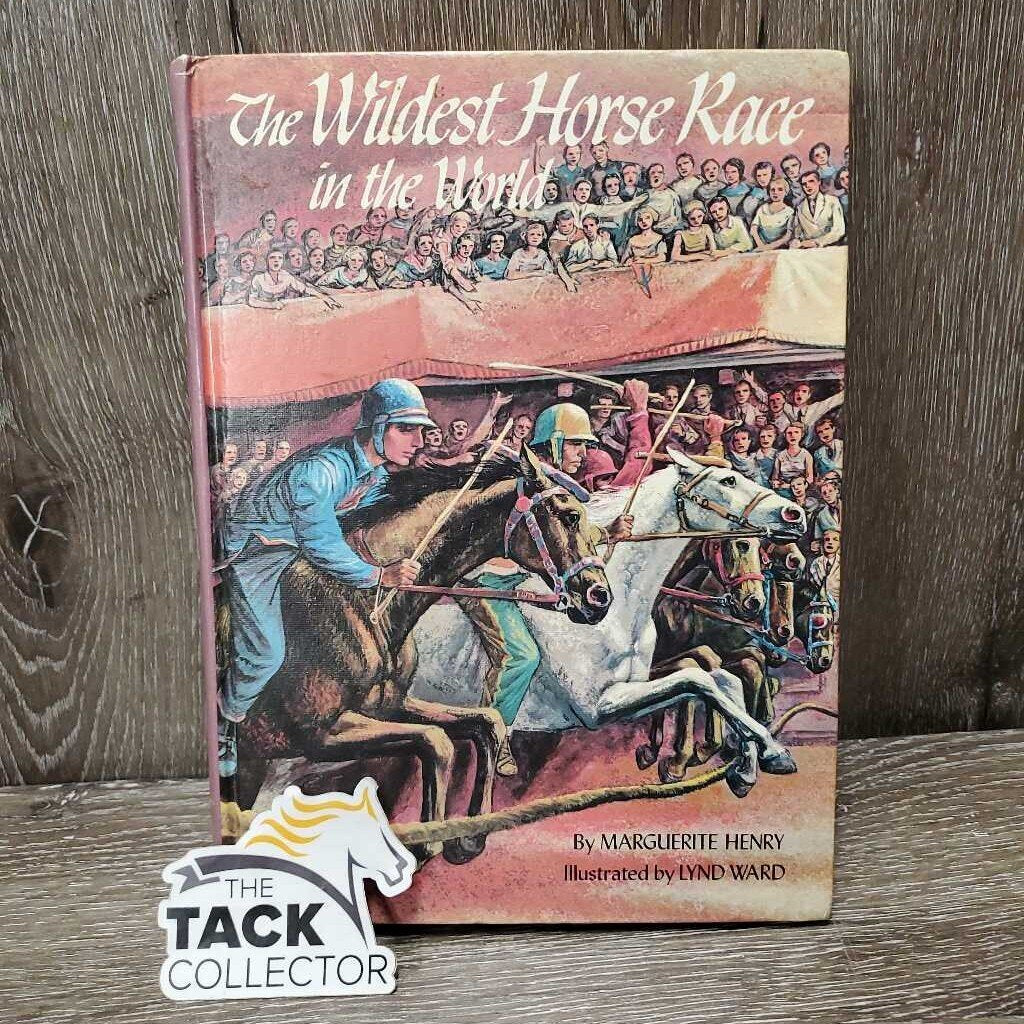 The Wildest Horse Race
in the World
By MARGUERITE HENRY
Illustrated by LYND WARD
THE
TACK
COLLECTOR